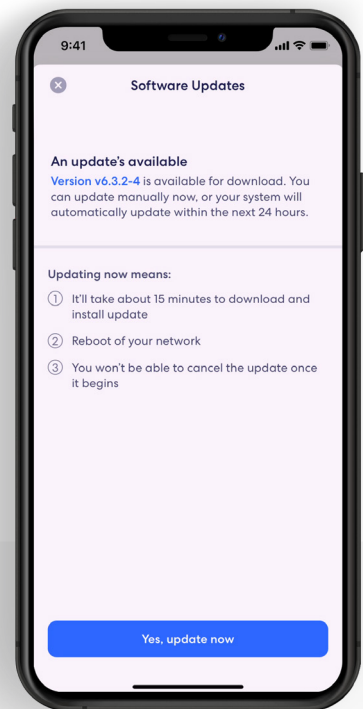 9:41
Software Updates
An update's available
Version v6.3.2-4 is available for download. You
can update manually now, or your system will
automatically update within the next 24 hours.
Updating now means:
1 It'll take about 15 minutes to download and
install update
2 Reboot of your network
3 You won't be able to cancel the update once
it begins
Yes, update now